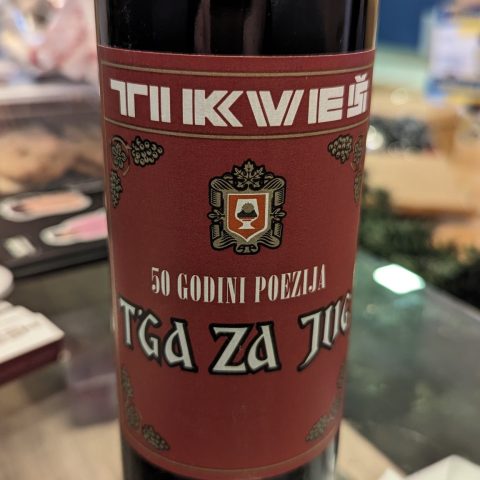 TIKVEŠ
50 GODINI POEZIJA
T'GA ZA JUG